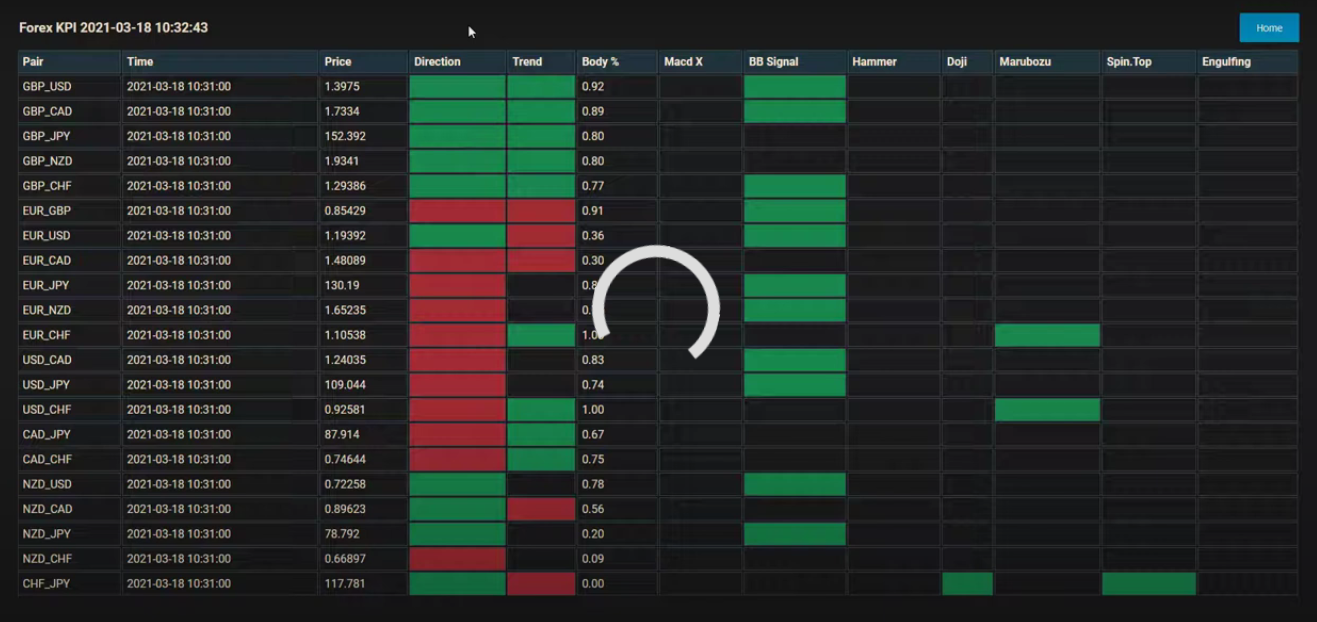 Forex KPI 2021-03-18 10:32:43
Home
Pair Time Price Direction Trend Body % Macd X BB Signal Hammer Doji Marubozu Spin.Top Engulfing
GBP_USD 2021-03-18 10:31:00 1.3975 0.92
GBP_CAD 2021-03-18 10:31:00 1.7334 0.89
GBP_JPY 2021-03-18 10:31:00 152.392 0.80
GBP_NZD 2021-03-18 10:31:00 1.9341 0.80
GBP_CHF 2021-03-18 10:31:00 1.29386 0.77
EUR_GBP 2021-03-18 10:31:00 0.85429 0.91
EUR_USD 2021-03-18 10:31:00 1.19392 0.36
EUR_CAD 2021-03-18 10:31:00 1.48089 0.30
EUR_JPY 2021-03-18 10:31:00 130.19
EUR_NZD 2021-03-18 10:31:00 1.65235
EUR_CHF 2021-03-18 10:31:00 1.10538
USD_CAD 2021-03-18 10:31:00 1.24035 0.83
USD_JPY 2021-03-18 10:31:00 109.044 0.74
USD_CHF 2021-03-18 10:31:00 0.92581 1.00
CAD_JPY 2021-03-18 10:31:00 87.914 0.67
CAD_CHF 2021-03-18 10:31:00 0.74644 0.75
NZD_USD 2021-03-18 10:31:00 0.72258 0.78
NZD_CAD 2021-03-18 10:31:00 0.89623 0.56
NZD_JPY 2021-03-18 10:31:00 78.792 0.20
NZD_CHF 2021-03-18 10:31:00 0.66897 0.09
CHF_JPY 2021-03-18 10:31:00 117.781 0.00